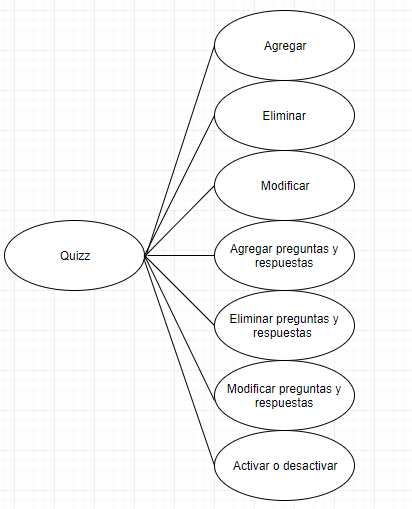 Agregar
Eliminar
Modificar
Quizz
Agregar preguntas y
respuestas
Eliminar preguntas y
respuestas
Modificar preguntas y
respuestas
Activar o desactivar